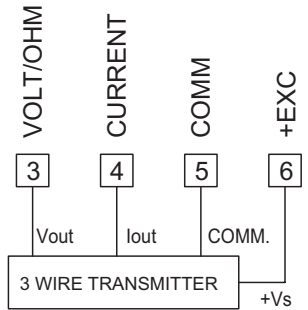 VOLT/OHM
CURRENT
COMM
+EXC
3
4
5
6
Vout
Iout
COMM.
3 WIRE TRANSMITTER
+Vs